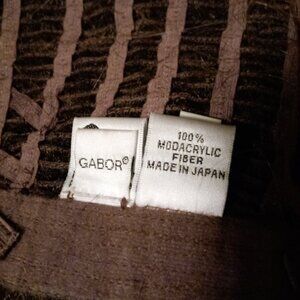 GABOR®
100%
MODACRYLIC
FIBER
MADE IN JAPAN